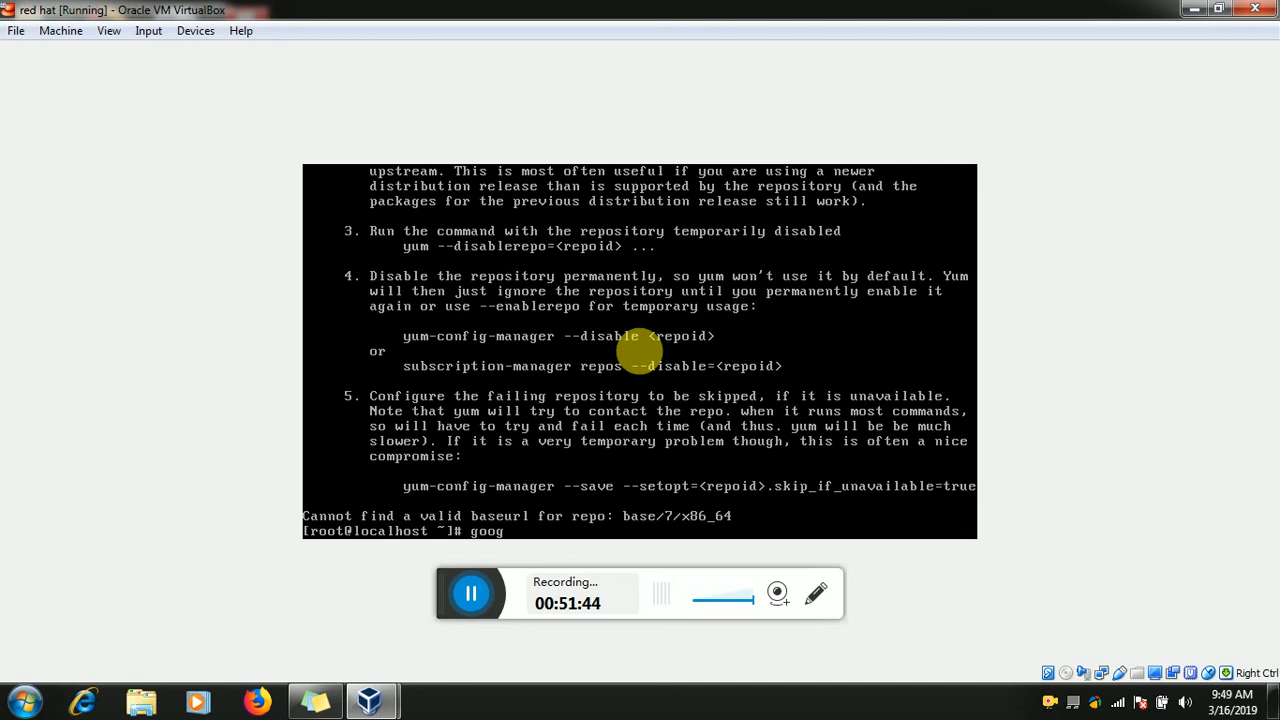 red hat [Running] - Oracle VM VirtualBox
File Machine View Input Devices Help
upstream. This is most often useful if you are using a newer
distribution release than is supported by the repository (and the
packages for the previous distribution release still work).
3. Run the command with the repository temporarily disabled
yum --disablerepo=<repoid> ...
4. Disable the repository permanently, so yum won't use it by default. Yum
will then just ignore the repository until you permanently enable it
again or use --enablerepo for temporary usage:
yum-config-manager --disable <repoid>
or
subscription-manager repos --disable=<repoid>
5. Configure the failing repository to be skipped, if it is unavailable.
Note that yum will try to contact the repo. when it runs most commands,
so will have to try and fail each time (and thus. yum will be be much
slower). If it is a very temporary problem though, this is often a nice
compromise:
yum-config-manager --save --setopt=<repoid>.skip_if_unavailable=true
Cannot find a valid baseurl for repo: base/7/x86_64
[root@localhost ~]# goog
Recording...
00:51:44
Right Ctrl
9:49 AM
3/16/2019